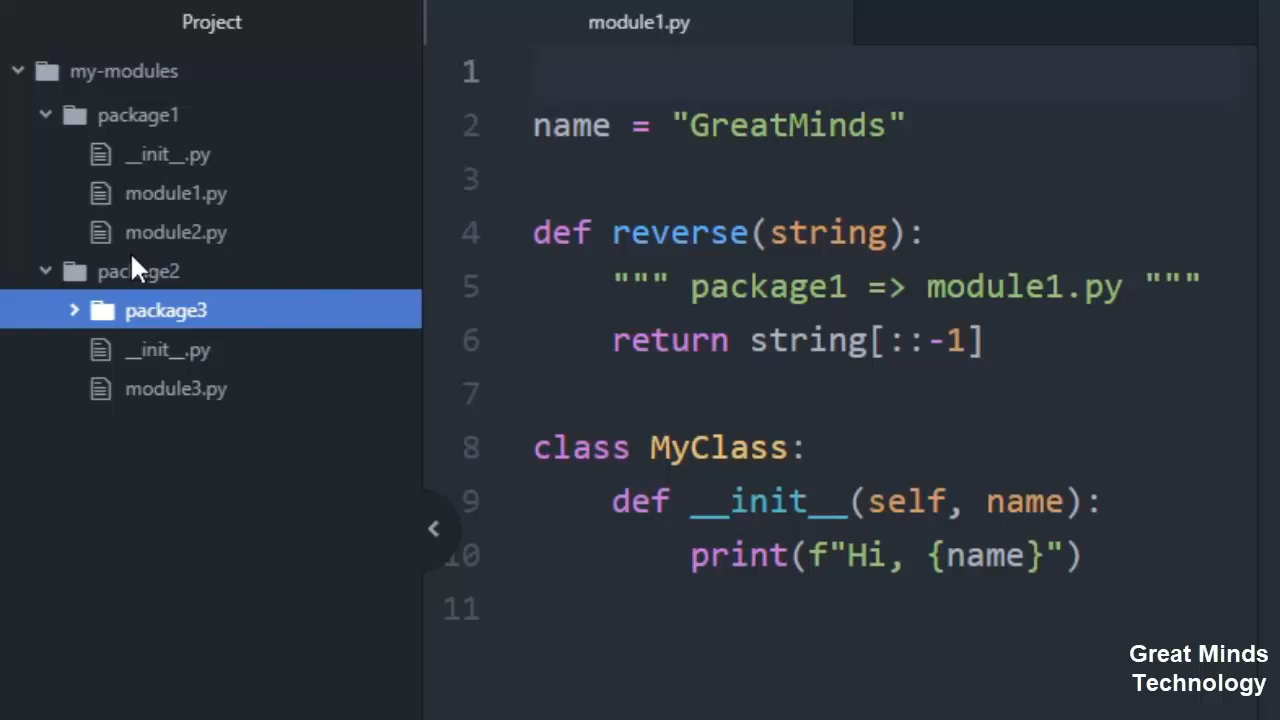 Project
my-modules
package1
__init__.py
module1.py
module2.py
package2
package3
__init__.py
module3.py
module1.py
1
2 name = "GreatMinds"
3
4 def reverse(string):
5 """ package1 => module1.py """
6 return string[::-1]
7
8 class MyClass:
9 def __init__(self, name):
10 print(f"Hi, {name}")
11
Great Minds
Technology